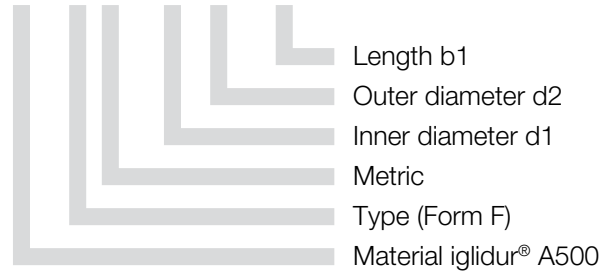 Length b1
Outer diameter d2
Inner diameter d1
Metric
Type (Form F)
Material iglidur® A500